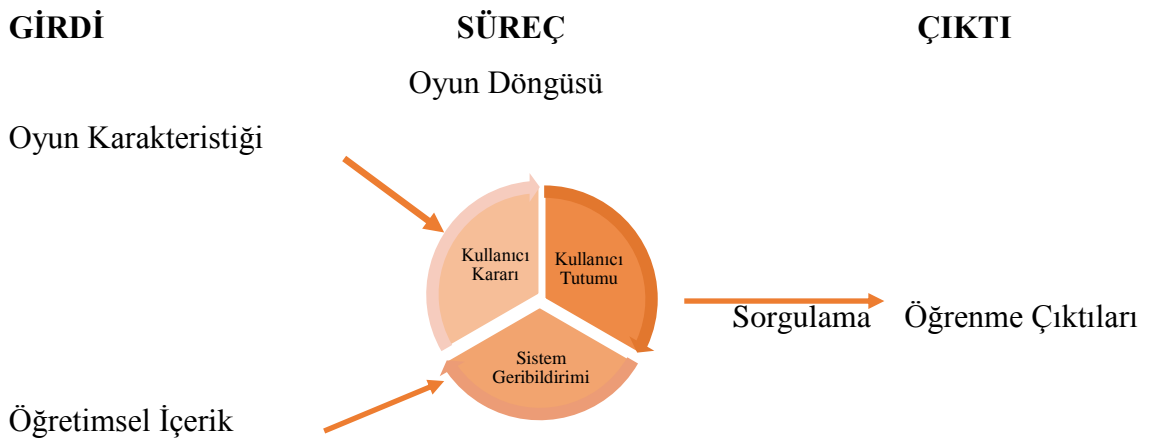 GİRDİ SÜREÇ ÇIKTI
Oyun Döngüsü
Oyun Karakteristiği
Kullanıcı
Kararı
Kullanıcı
Tutumu
Sorgulama Öğrenme Çıktıları
Sistem
Geribildirimi
Öğretimsel İçerik